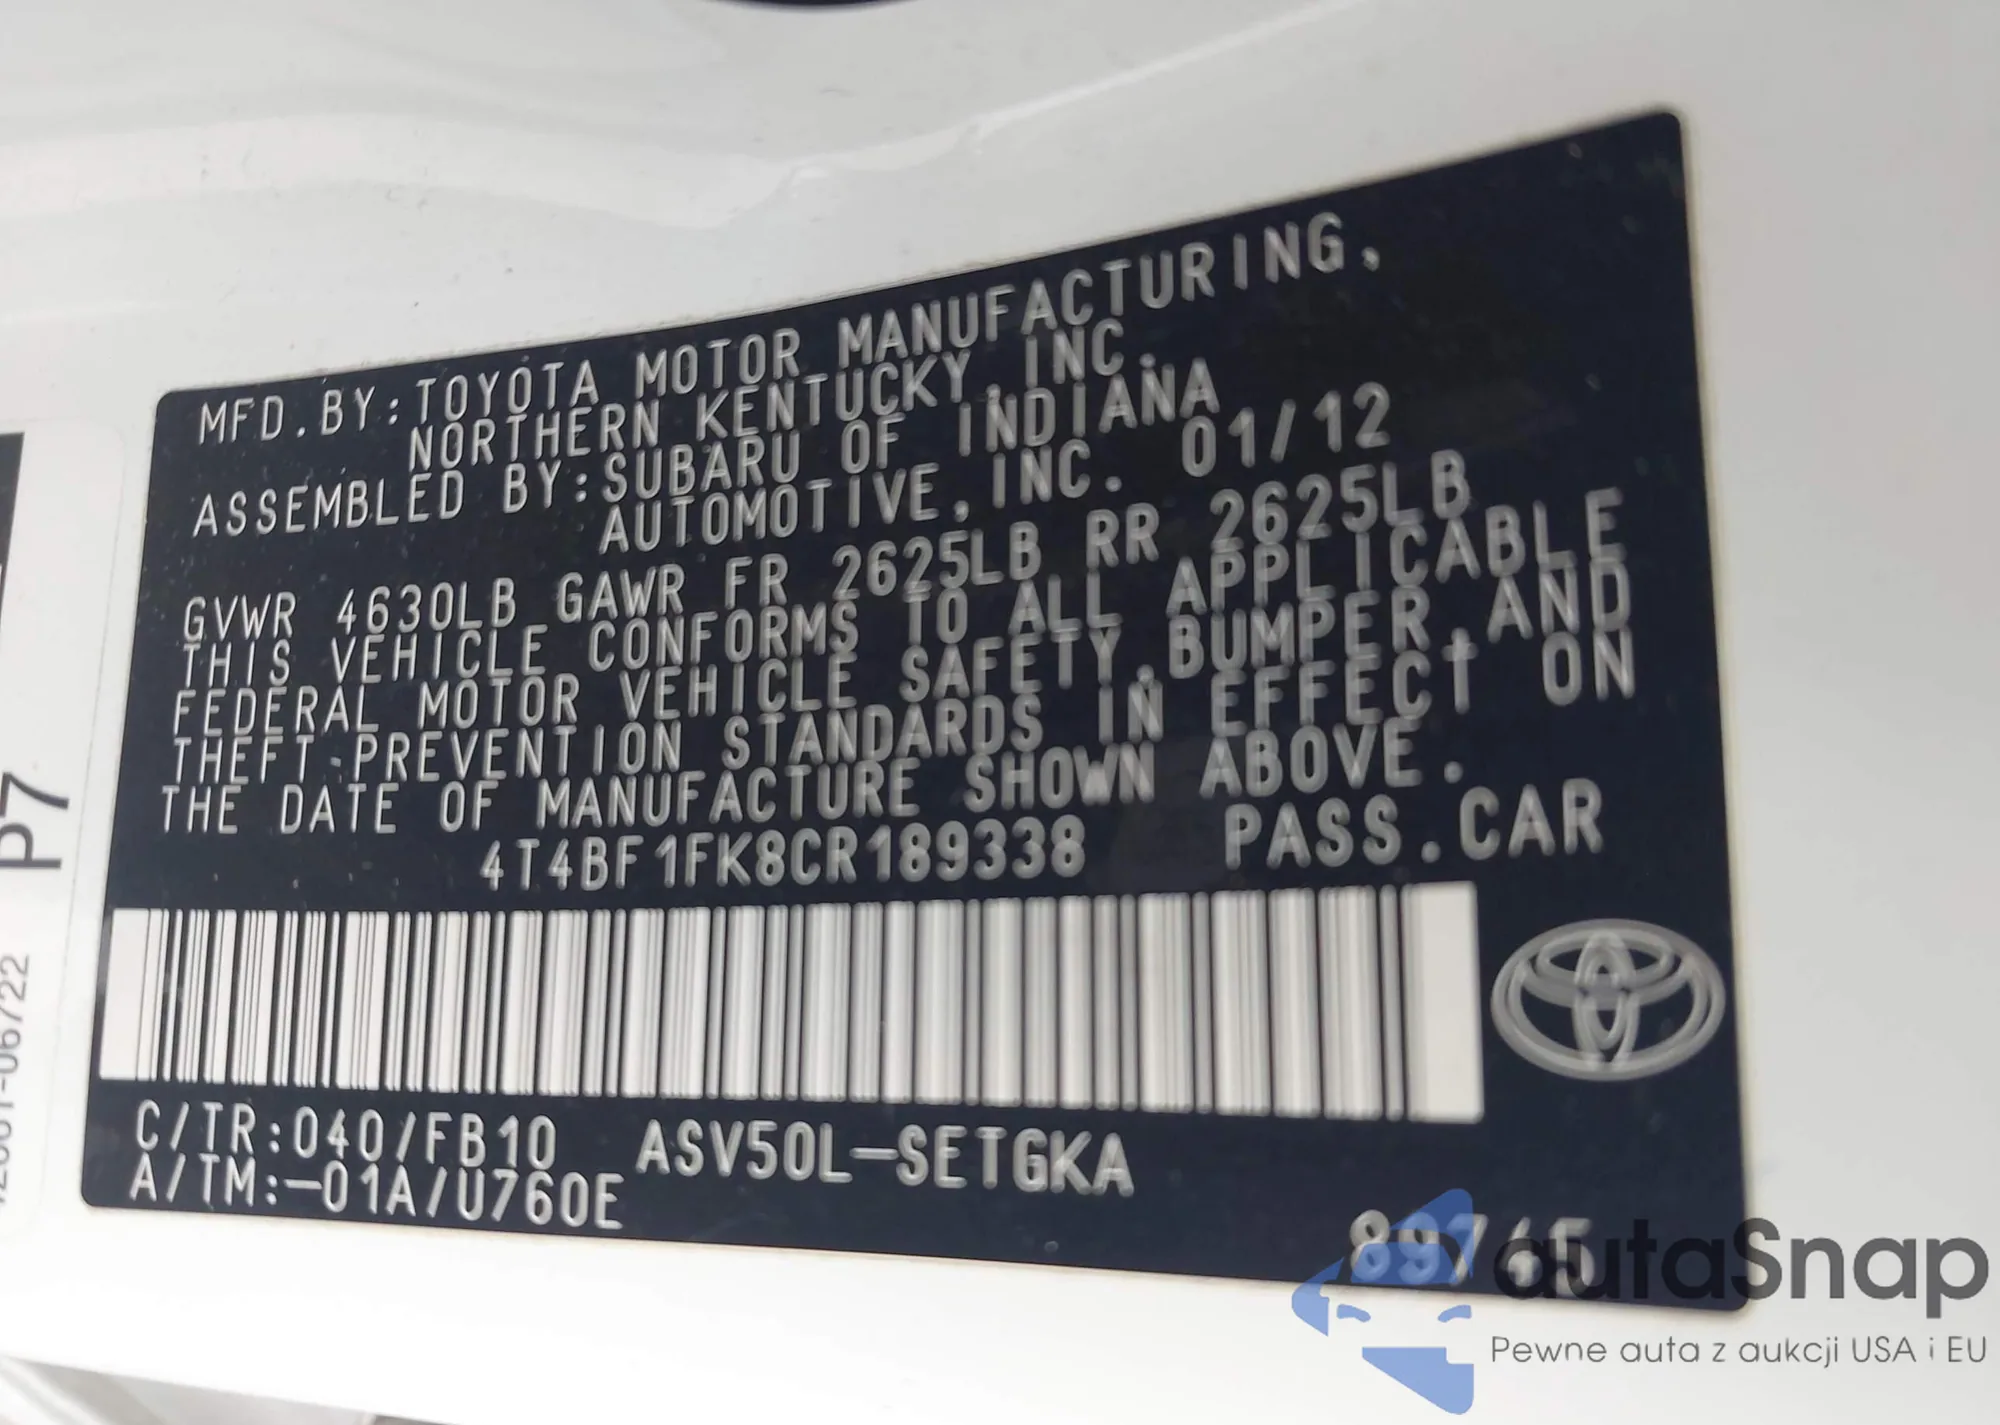 MFD.BY:TOYOTA MOTOR MANUFACTURING,
NORTHERN KENTUCKY,INC.
ASSEMBLED BY:SUBARU OF INDIANA
AUTOMOTIVE,INC. 01/12
GVWR 4630LB GAWR FR 2625LB RR 2625LB
THIS VEHICLE CONFORMS TO ALL APPLICABLE
FEDERAL MOTOR VEHICLE SAFETY,BUMPER,AND
THEFT PREVENTION STANDARDS IN EFFECT ON
THE DATE OF MANUFACTURE SHOWN ABOVE.
4T4BF1FK8CR189338 PASS.CAR
C/TR:040/FB10 ASV50L-SETGKA
A/TM:-01A/U760E
89765
P7
autaSnap
Pewne auta z aukcji USA i EU